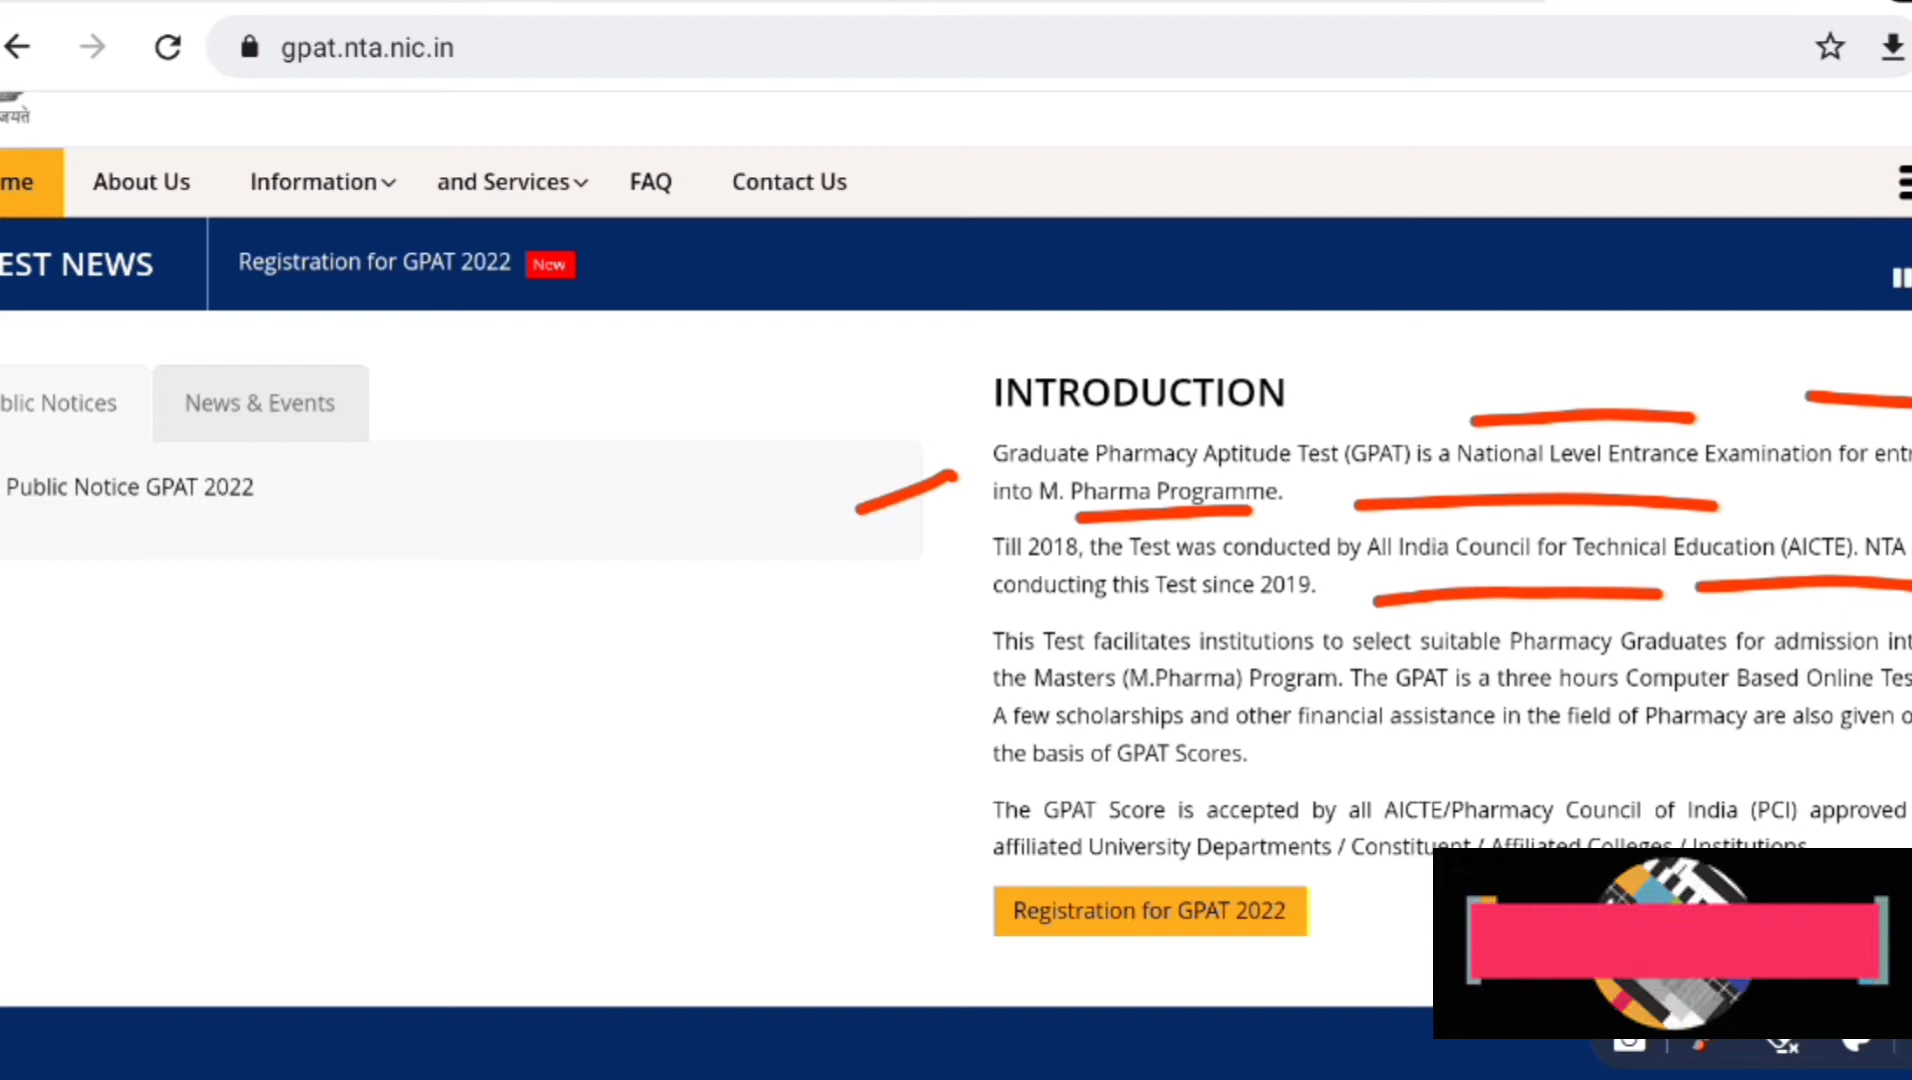 gpat.nta.nic.in
जयते
me
About Us
Information
and Services
FAQ
Contact Us
EST NEWS
Registration for GPAT 2022
New
blic Notices
News & Events
Public Notice GPAT 2022
INTRODUCTION
Graduate Pharmacy Aptitude Test (GPAT) is a National Level Entrance Examination for entr
into M. Pharma Programme.
Till 2018, the Test was conducted by All India Council for Technical Education (AICTE). NTA
conducting this Test since 2019.
This Test facilitates institutions to select suitable Pharmacy Graduates for admission int
the Masters (M.Pharma) Program. The GPAT is a three hours Computer Based Online Tes
A few scholarships and other financial assistance in the field of Pharmacy are also given o
the basis of GPAT Scores.
The GPAT Score is accepted by all AICTE/Pharmacy Council of India (PCI) approved
affiliated University Departments / Constituent / Affiliated Colleges / Institutions
Registration for GPAT 2022